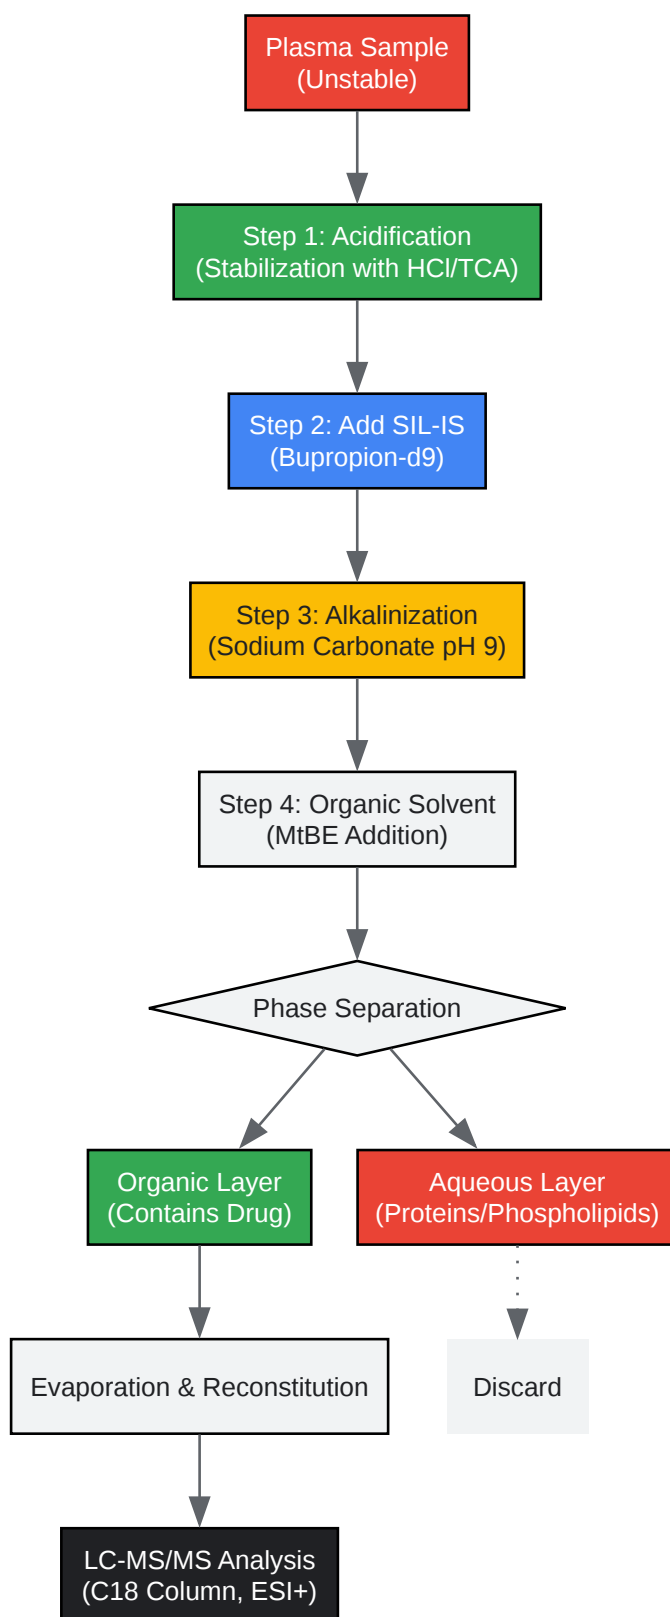 Plasma Sample
(Unstable)
Step 1: Acidification
(Stabilization with HCl/TCA)
Step 2: Add SIL-IS
(Bupropion-d9)
Step 3: Alkalinization
(Sodium Carbonate pH 9)
Step 4: Organic Solvent
(MtBE Addition)
Phase Separation
Organic Layer
(Contains Drug)
Aqueous Layer
(Proteins/Phospholipids)
Evaporation & Reconstitution
Discard
LC-MS/MS Analysis
(C18 Column, ESI+)